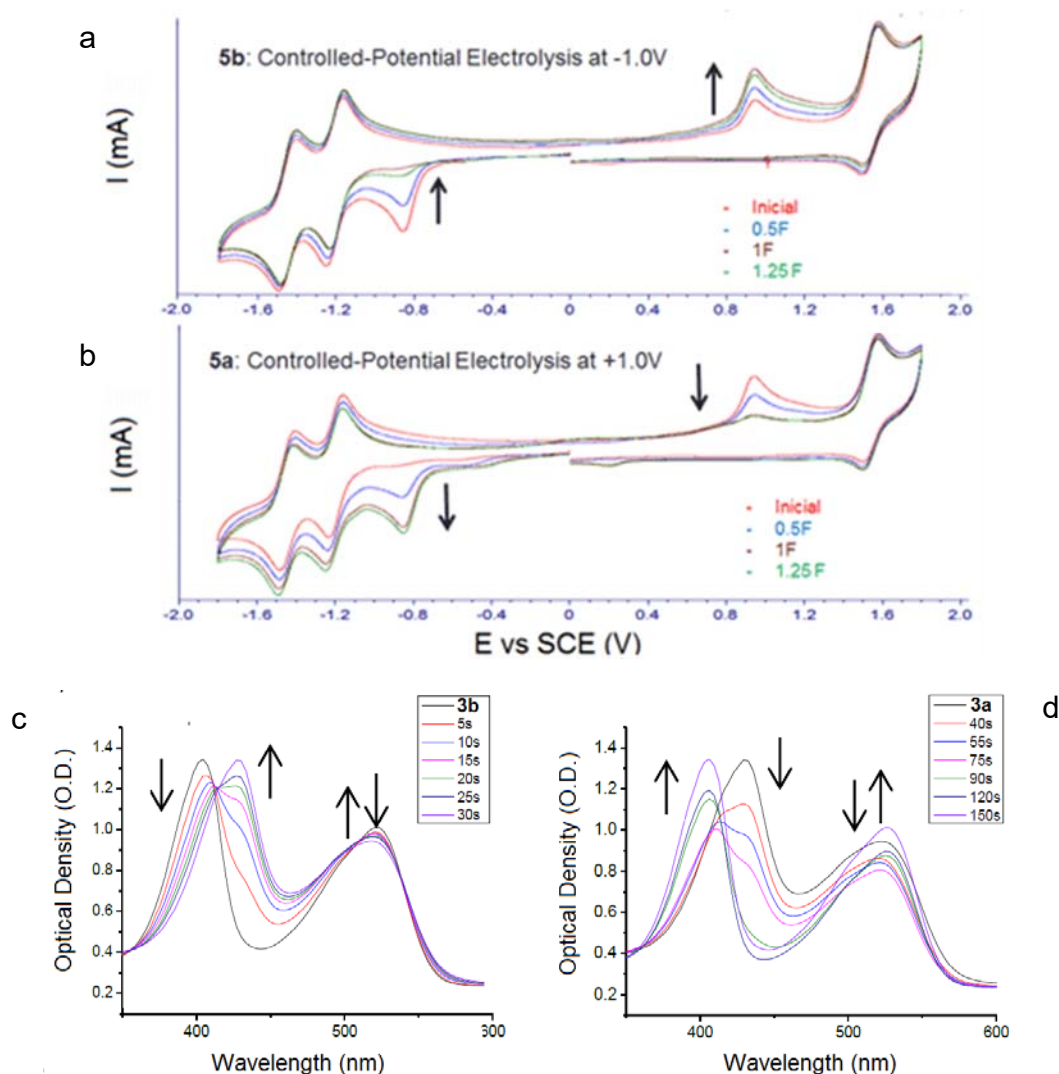 a
5b: Controlled-Potential Electrolysis at -1.0V
I (mA)
- Inicial
- 0.5F
- 1F
- 1.25 F
-2.0 -1.6 -1.2 -0.8 -0.4 0 0.4 0.8 1.2 1.6 2.0
b
5a: Controlled-Potential Electrolysis at +1.0V
I (mA)
- Inicial
- 0.5F
- 1F
- 1.25 F
-2.0 -1.6 -1.2 -0.8 -0.4 0 0.4 0.8 1.2 1.6 2.0
E vs SCE (V)
c
3b
5s
10s
15s
20s
25s
30s
1.4
1.2
1.0
0.8
0.6
0.4
0.2
Optical Density (O.D.)
400 500 600
Wavelength (nm)
d
3a
40s
55s
75s
90s
120s
150s
1.4
1.2
1.0
0.8
0.6
0.4
0.2
Optical Density (O.D.)
400 500 600
Wavelength (nm)